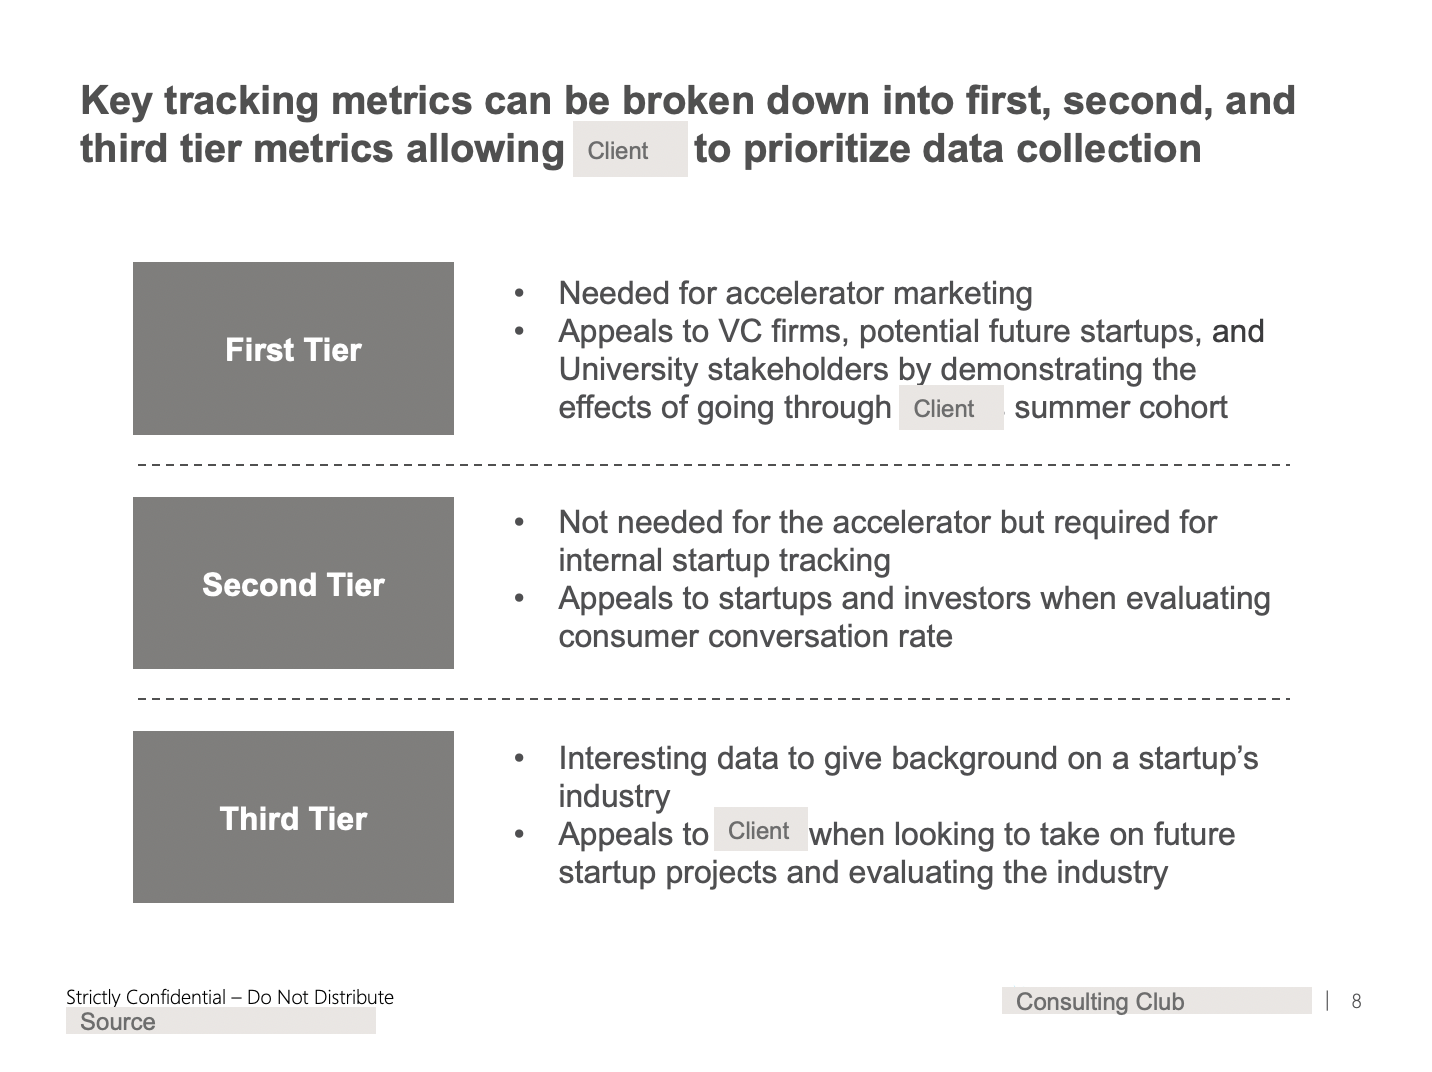 Key tracking metrics can be broken down into first, second, and
third tier metrics allowing Client to prioritize data collection
First Tier
• Needed for accelerator marketing
• Appeals to VC firms, potential future startups, and
University stakeholders by demonstrating the
effects of going through Client summer cohort
Second Tier
• Not needed for the accelerator but required for
internal startup tracking
• Appeals to startups and investors when evaluating
consumer conversation rate
Third Tier
• Interesting data to give background on a startup’s
industry
• Appeals to Client when looking to take on future
startup projects and evaluating the industry
Strictly Confidential – Do Not Distribute
Source
Consulting Club | 8